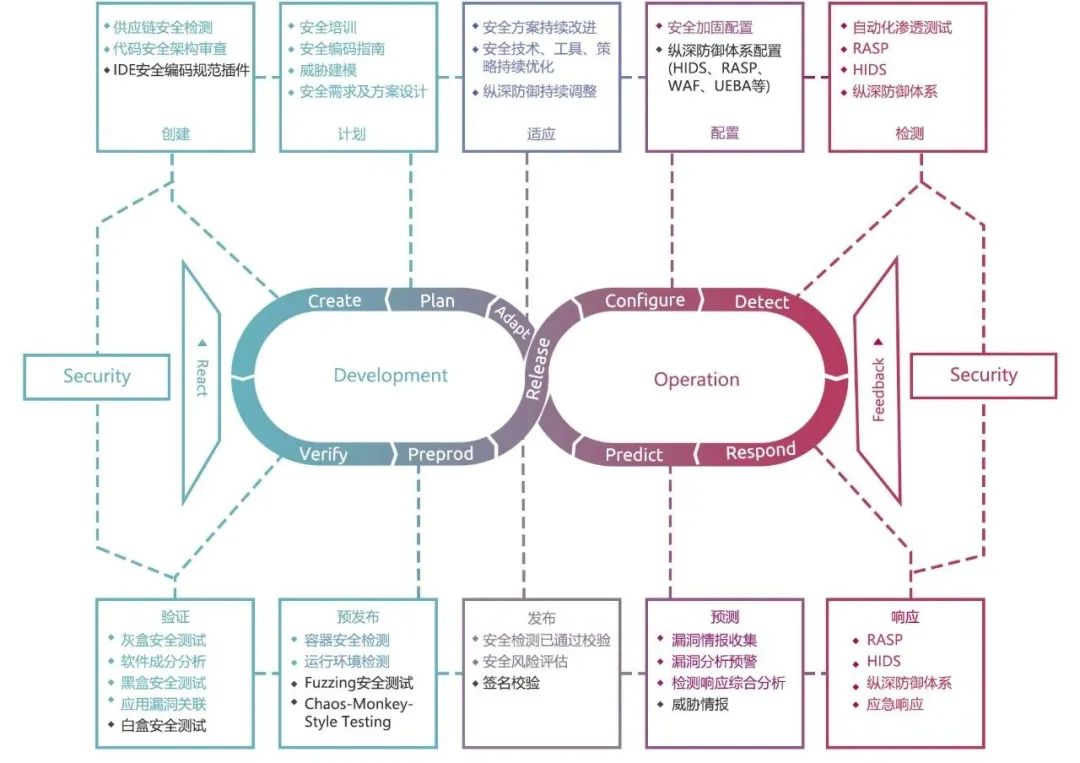 供应链安全检测
代码安全架构审查
IDE安全编码规范插件
创建
安全培训
安全编码指南
威胁建模
安全需求及方案设计
计划
安全方案持续改进
安全技术、工具、策
略持续优化
纵深防御持续调整
适应
安全加固配置
纵深防御体系配置
(HIDS、RASP、
WAF、UEBA等)
配置
自动化渗透测试
RASP
HIDS
纵深防御体系
检测
Create
Plan
Adapt
Release
Configure
Detect
Security
React
Development
Operation
Feedback
Security
Verify
Preprod
Predict
Respond
验证
灰盒安全测试
软件成分分析
黑盒安全测试
应用漏洞关联
白盒安全测试
预发布
容器安全检测
运行环境检测
Fuzzing安全测试
Chaos-Monkey-
Style Testing
发布
安全检测已通过校验
安全风险评估
签名校验
预测
漏洞情报收集
漏洞分析预警
检测响应综合分析
威胁情报
响应
RASP
HIDS
纵深防御体系
应急响应